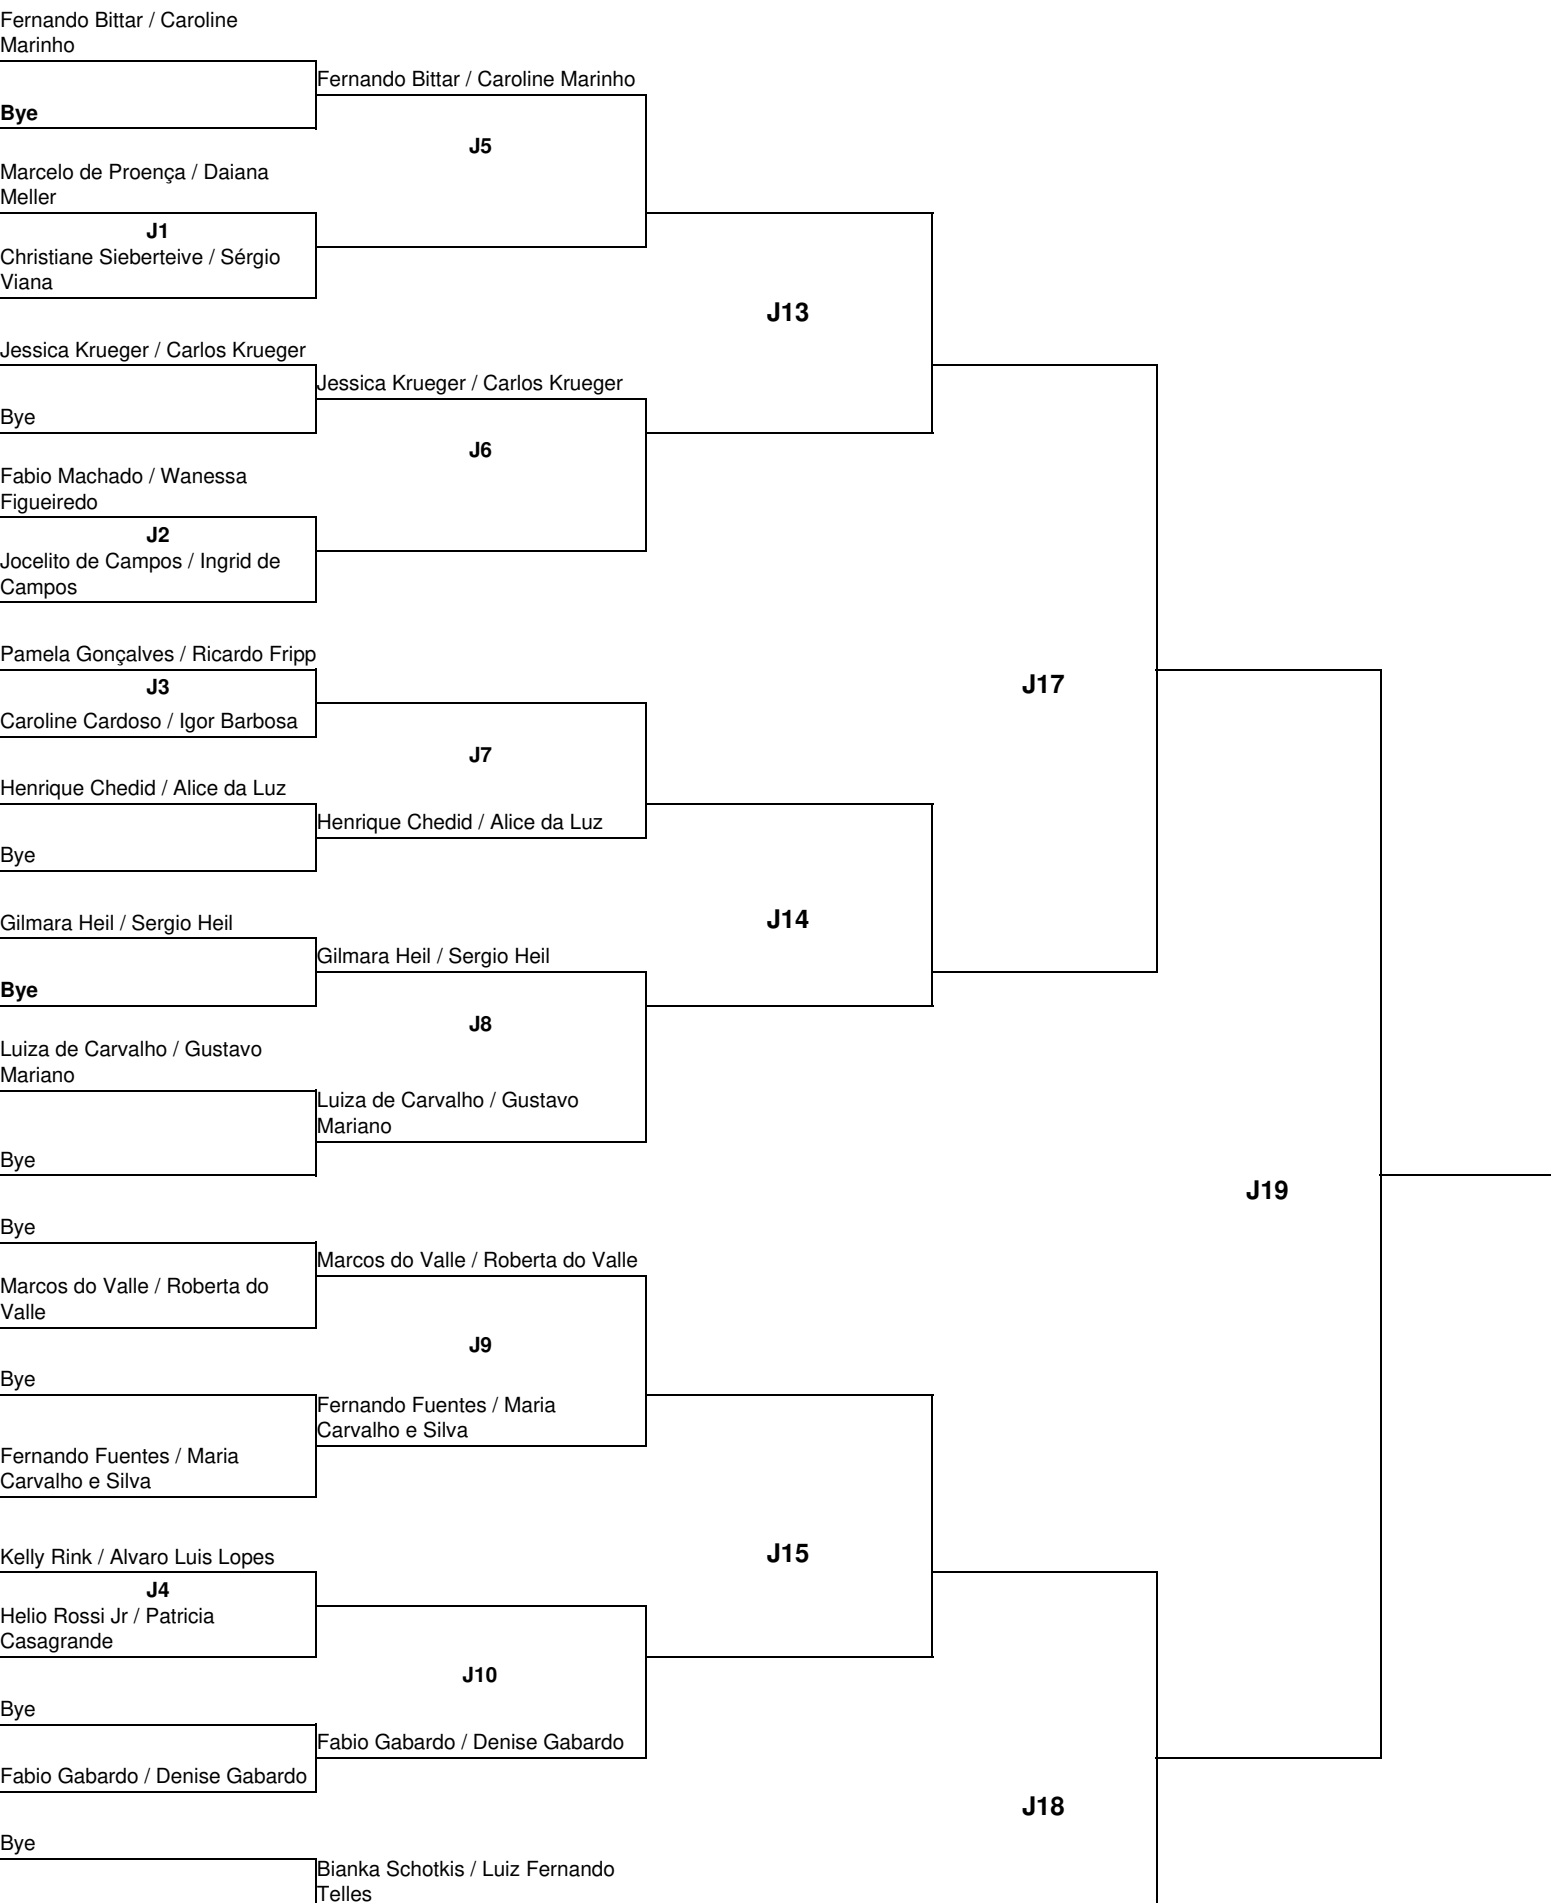 Fernando Bittar / Caroline
Marinho
Fernando Bittar / Caroline Marinho
Bye
J5
Marcelo de Proença / Daiana
Meller
J1
Christiane Sieberteive / Sérgio
Viana
J13
Jessica Krueger / Carlos Krueger
Jessica Krueger / Carlos Krueger
Bye
J6
Fabio Machado / Wanessa
Figueiredo
J2
Jocelito de Campos / Ingrid de
Campos
Pamela Gonçalves / Ricardo Fripp
J17
J3
Caroline Cardoso / Igor Barbosa
J7
Henrique Chedid / Alice da Luz
Henrique Chedid / Alice da Luz
Bye
J14
Gilmara Heil / Sergio Heil
Gilmara Heil / Sergio Heil
Bye
J8
Luiza de Carvalho / Gustavo
Mariano
Luiza de Carvalho / Gustavo
Mariano
Bye
J19
Bye
Marcos do Valle / Roberta do Valle
Marcos do Valle / Roberta do
Valle
J9
Bye
Fernando Fuentes / Maria
Carvalho e Silva
Fernando Fuentes / Maria
Carvalho e Silva
J15
Kelly Rink / Alvaro Luis Lopes
J4
Helio Rossi Jr / Patricia
Casagrande
J10
Bye
Fabio Gabardo / Denise Gabardo
Fabio Gabardo / Denise Gabardo
J18
Bye
Bianka Schotkis / Luiz Fernando
Telles